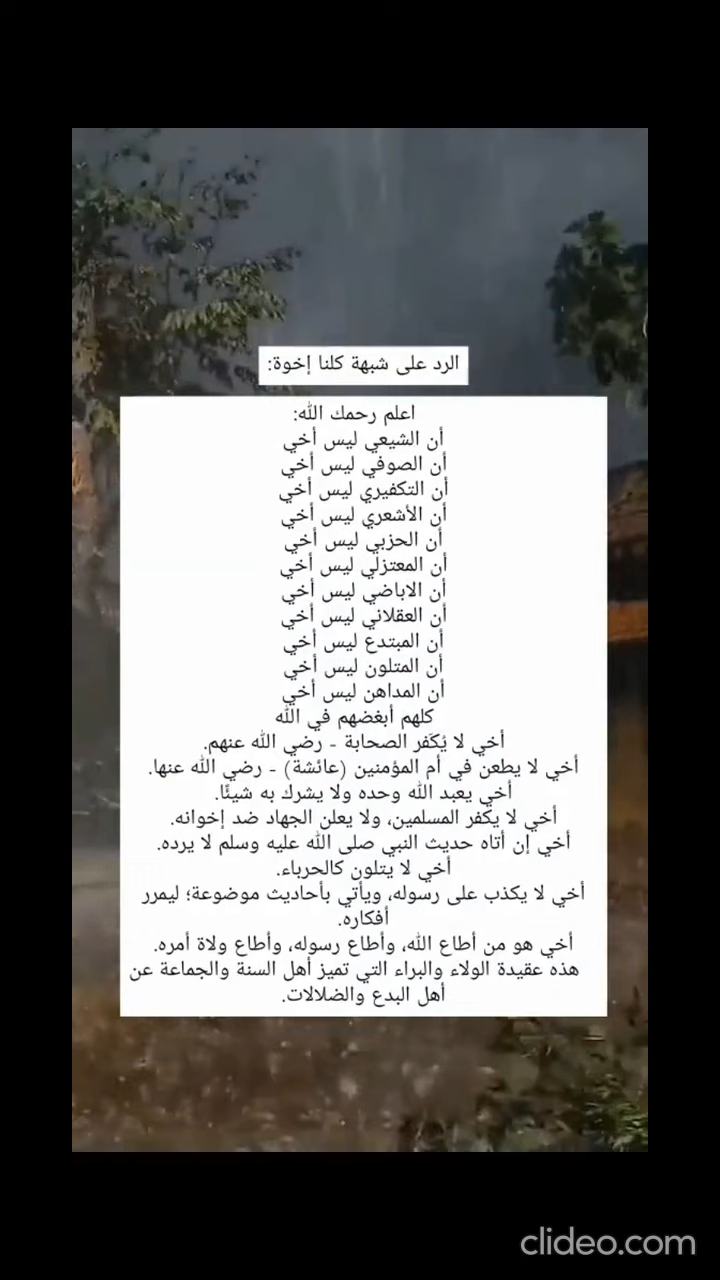 الرد على شبهة كلنا إخوة:
اعلم رحمك الله:
أن الشيعي ليس أخي
أن الصوفي ليس أخي
أن التكفيري ليس أخي
أن الأشعري ليس أخي
أن الحزبي ليس أخي
أن المعتزلي ليس أخي
أن الاباضي ليس أخي
أن العقلاني ليس أخي
أن المبتدع ليس أخي
أن المتلون ليس أخي
أن المداهن ليس أخي
كلهم أبغضهم في الله
أخي لا يُكَفر الصحابة - رضي الله عنهم.
أخي لا يطعن في أم المؤمنين (عائشة) - رضي الله عنها.
أخي يعبد الله وحده ولا يشرك به شيئًا.
أخي لا يكفر المسلمين، ولا يعلن الجهاد ضد إخوانه.
أخي إن أتاه حديث النبي صلى الله عليه وسلم لا يرده.
أخي لا يتلون كالحرباء.
أخي لا يكذب على رسوله، ويأتي بأحاديث موضوعة؛ ليمرر
أفكاره.
أخي هو من أطاع الله، وأطاع رسوله، وأطاع ولاة أمره.
هذه عقيدة الولاء والبراء التي تميز أهل السنة والجماعة عن
أهل البدع والضلالات.
clideo.com